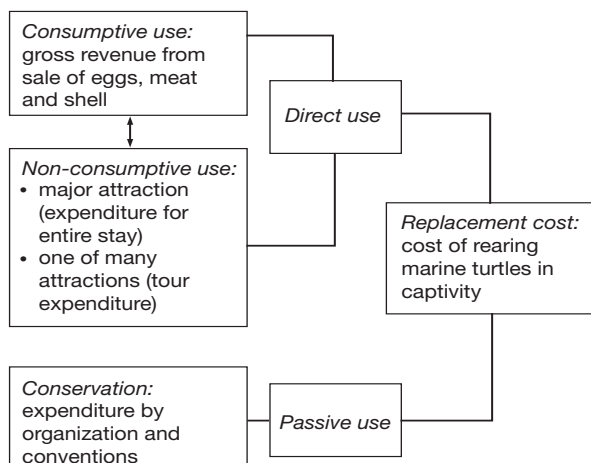 Consumptive use:
gross revenue from
sale of eggs, meat
and shell
Direct use
Non-consumptive use:
• major attraction
(expenditure for
entire stay)
• one of many
attractions (tour
expenditure)
Replacement cost:
cost of rearing
marine turtles in
captivity
Conservation:
expenditure by
organization and
conventions
Passive use